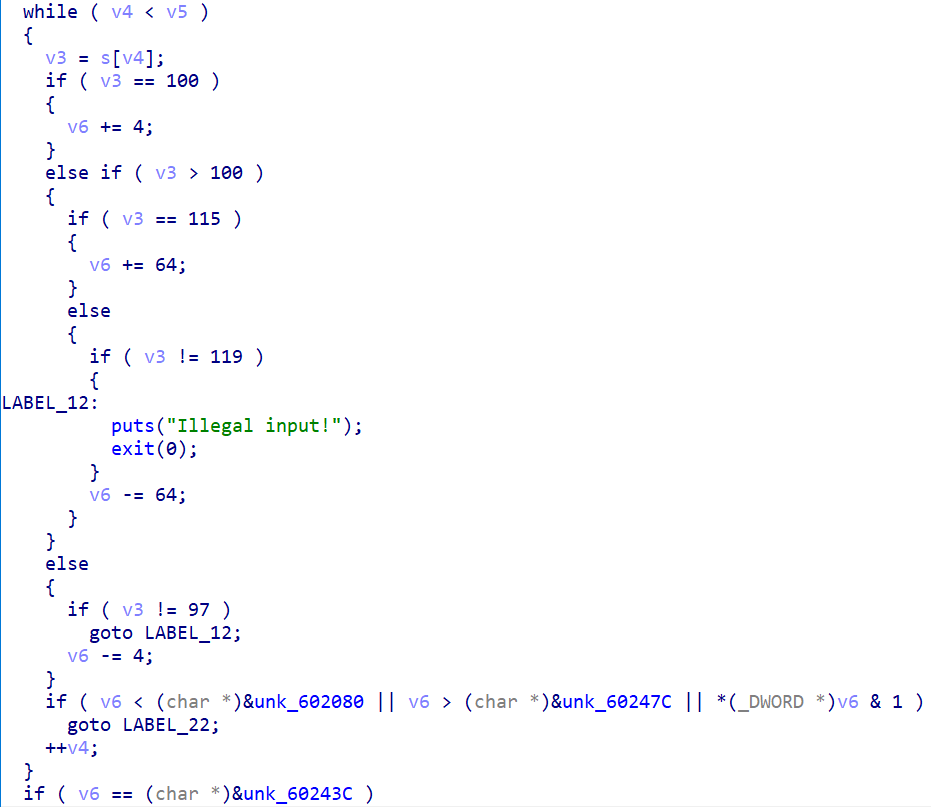 while ( v4 < v5 )
{
v3 = s[v4];
if ( v3 == 100 )
{
v6 += 4;
}
else if ( v3 > 100 )
{
if ( v3 == 115 )
{
v6 += 64;
}
else
{
if ( v3 != 119 )
{
LABEL_12:
puts("Illegal input!");
exit(0);
}
v6 -= 64;
}
}
else
{
if ( v3 != 97 )
goto LABEL_12;
v6 -= 4;
}
if ( v6 < (char *)&unk_602080 || v6 > (char *)&unk_60247C || *(_DWORD *)v6 & 1 )
goto LABEL_22;
++v4;
}
if ( v6 == (char *)&unk_60243C )